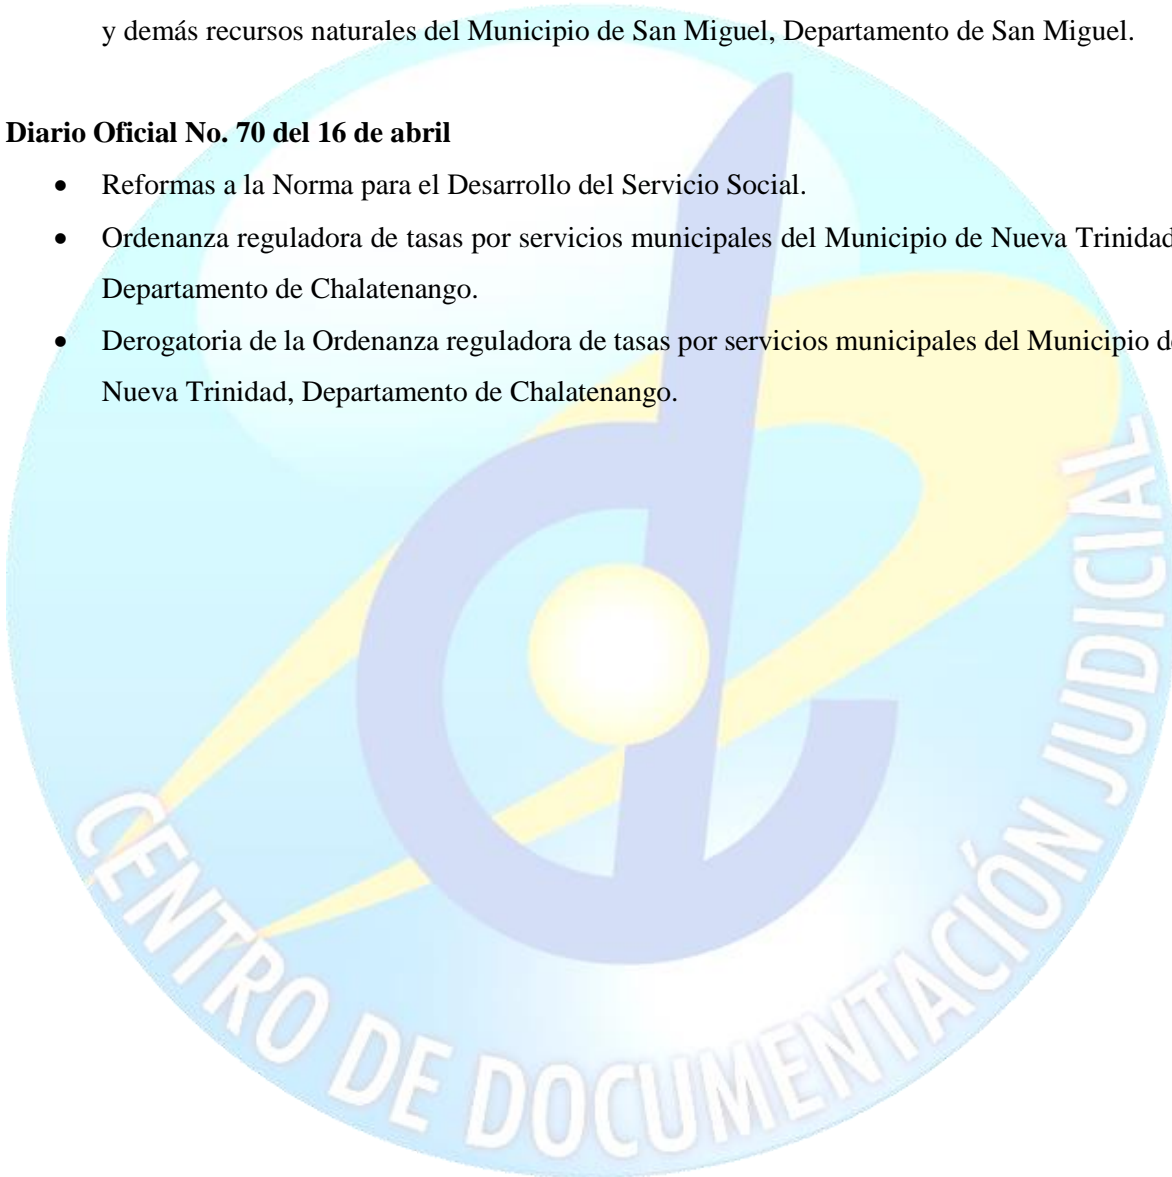 y demás recursos naturales del Municipio de San Miguel, Departamento de San Miguel.
Diario Oficial No. 70 del 16 de abril
• Reformas a la Norma para el Desarrollo del Servicio Social.
• Ordenanza reguladora de tasas por servicios municipales del Municipio de Nueva Trinidad
Departamento de Chalatenango.
• Derogatoria de la Ordenanza reguladora de tasas por servicios municipales del Municipio de
Nueva Trinidad, Departamento de Chalatenango.
CENTRO DE DOCUMENTACIÓN JUDICIAL